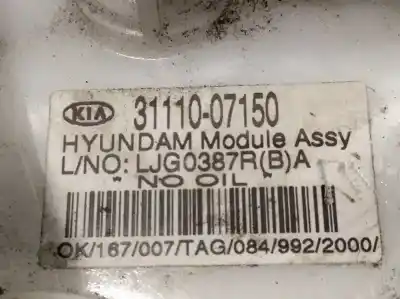 KIA 31110-07150
HYUNDAM Module Assy
L/NO: LJG0387R(B)A
- NO OIL -
OK/167/007/TAG/084/992/2000/